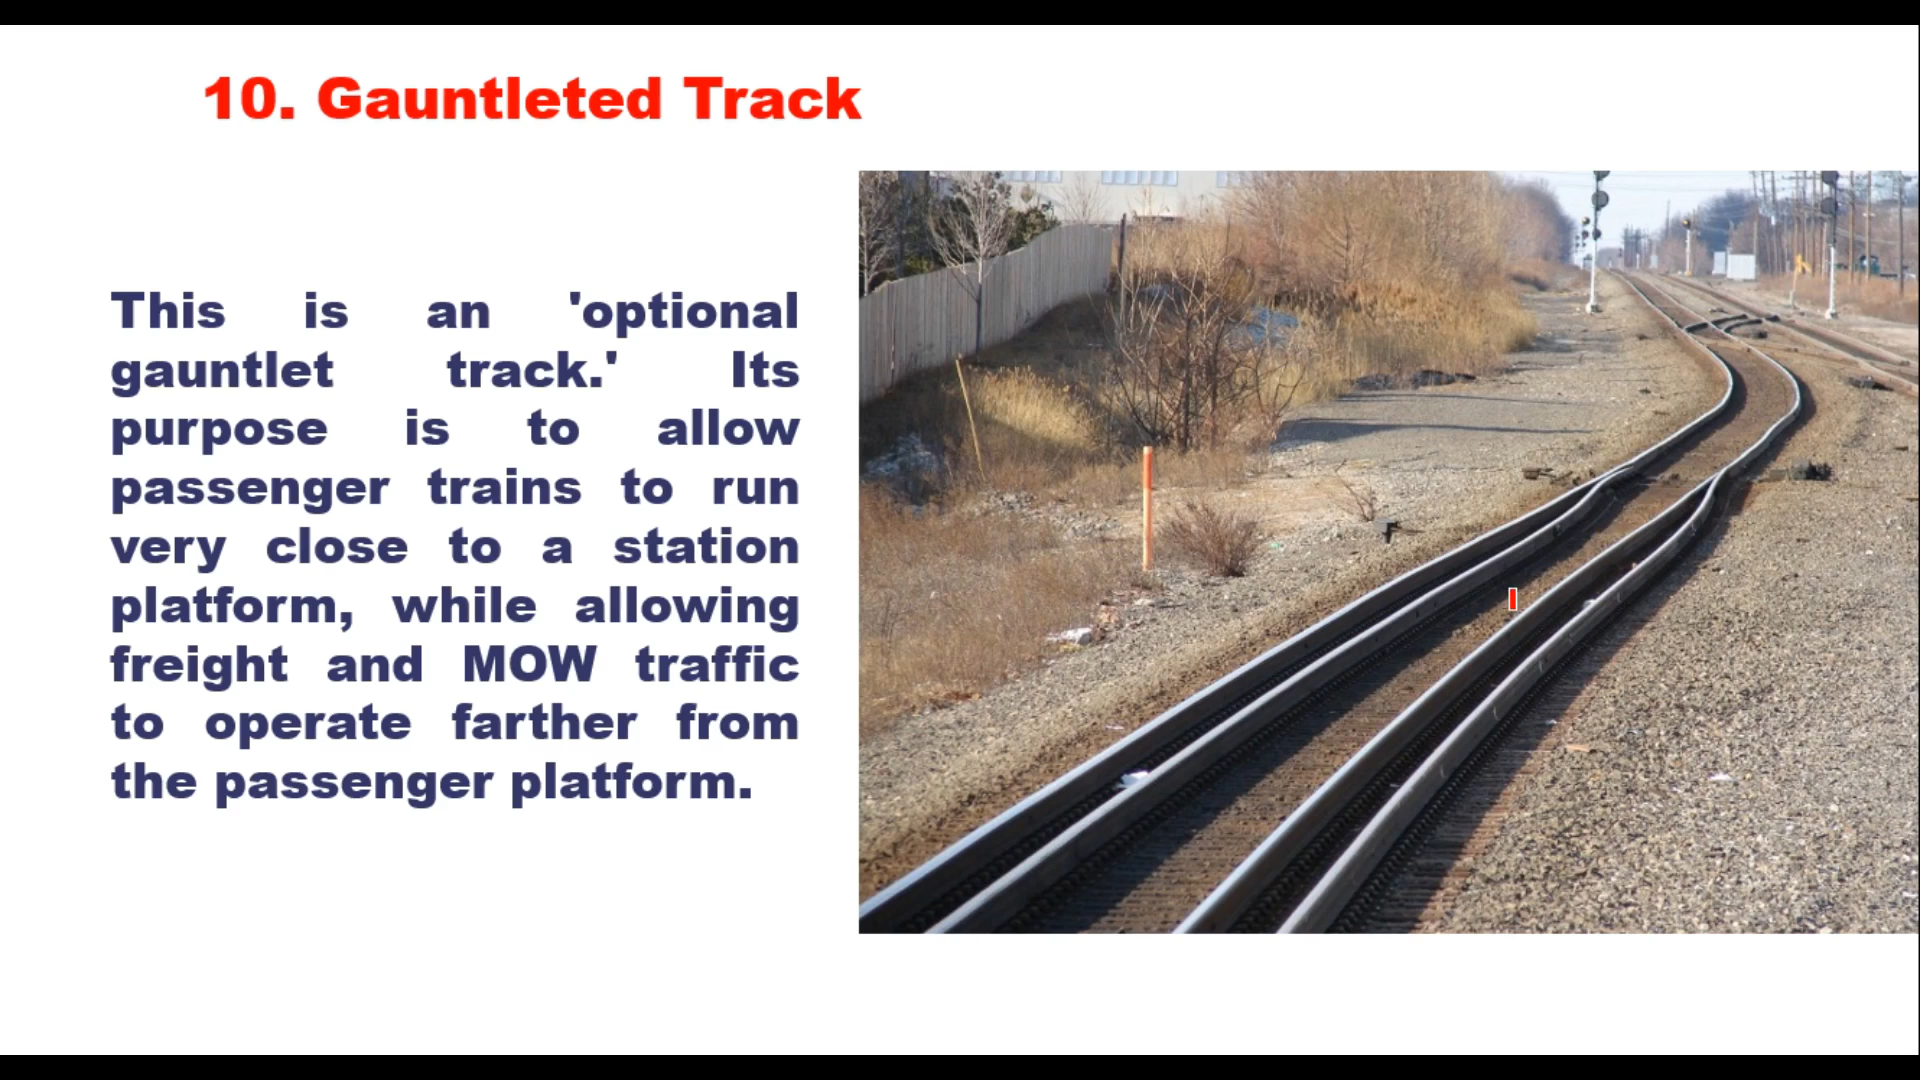 10. Gauntleted Track
This is an 'optional
gauntlet track.' Its
purpose is to allow
passenger trains to run
very close to a station
platform, while allowing
freight and MOW traffic
to operate farther from
the passenger platform.